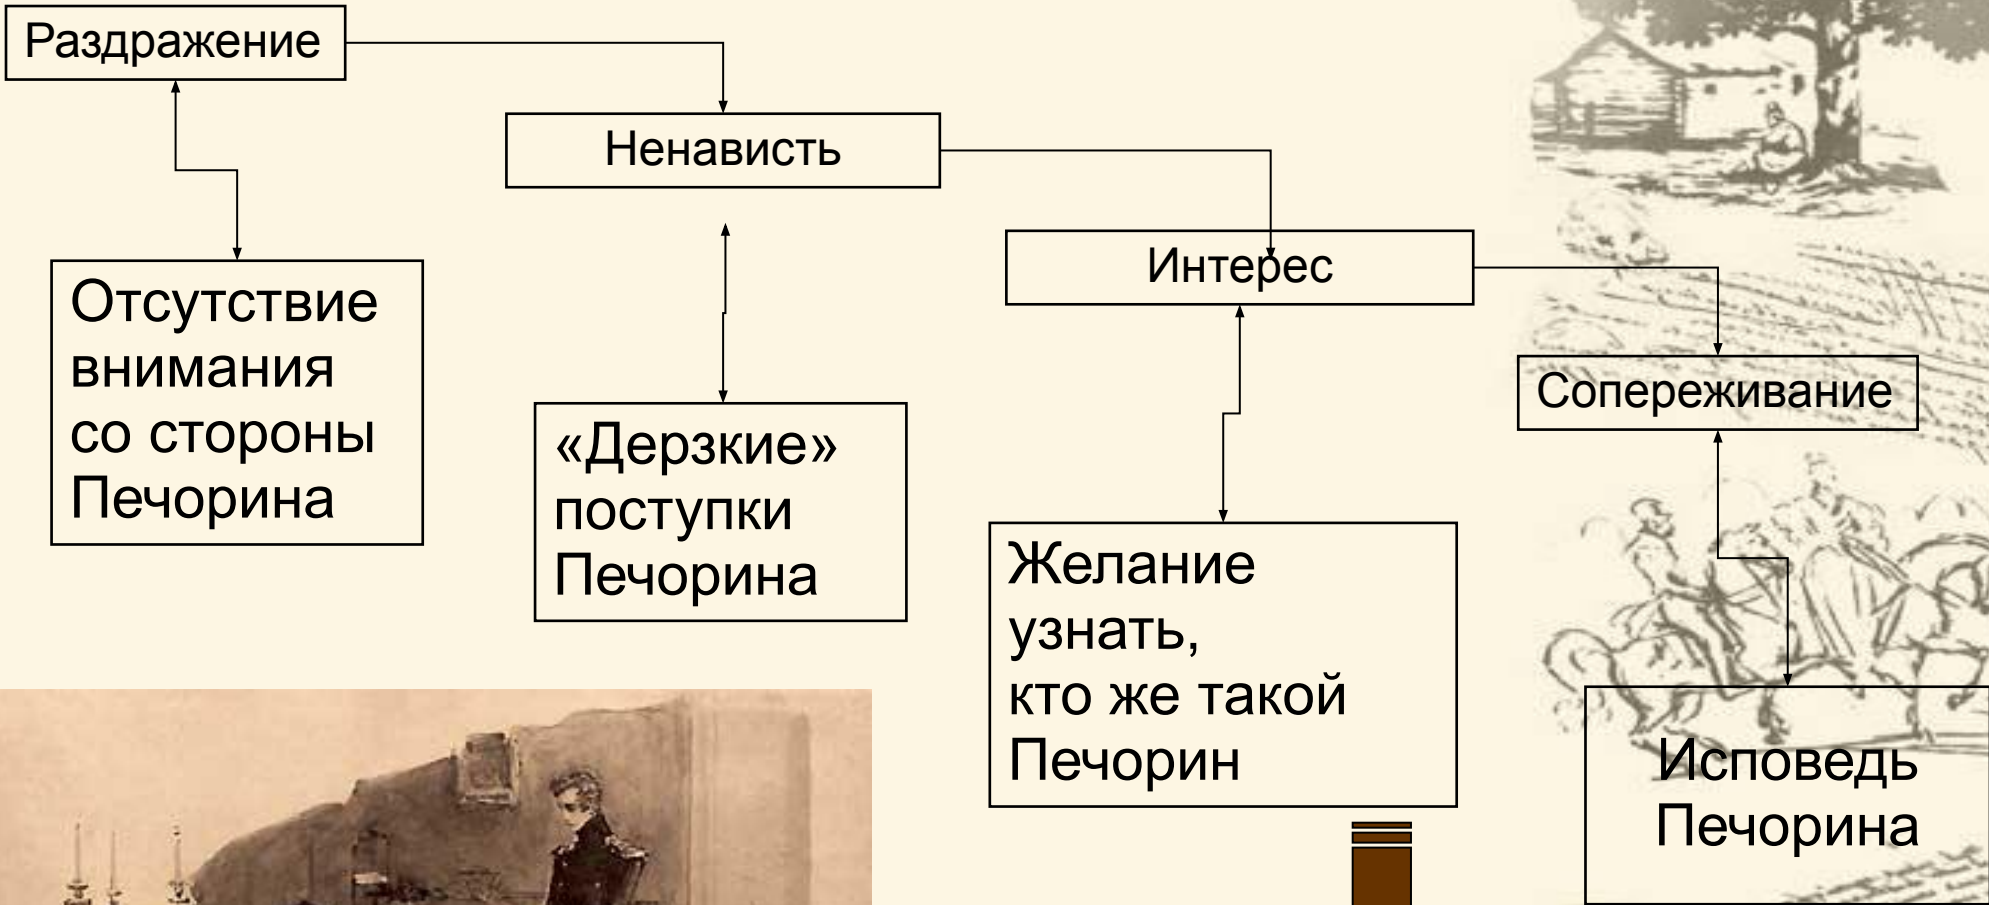 Раздражение
Ненависть
Интерес
Сопереживание
Отсутствие
внимания
со стороны
Печорина
«Дерзкие»
поступки
Печорина
Желание
узнать,
кто же такой
Печорин
Исповедь
Печорина